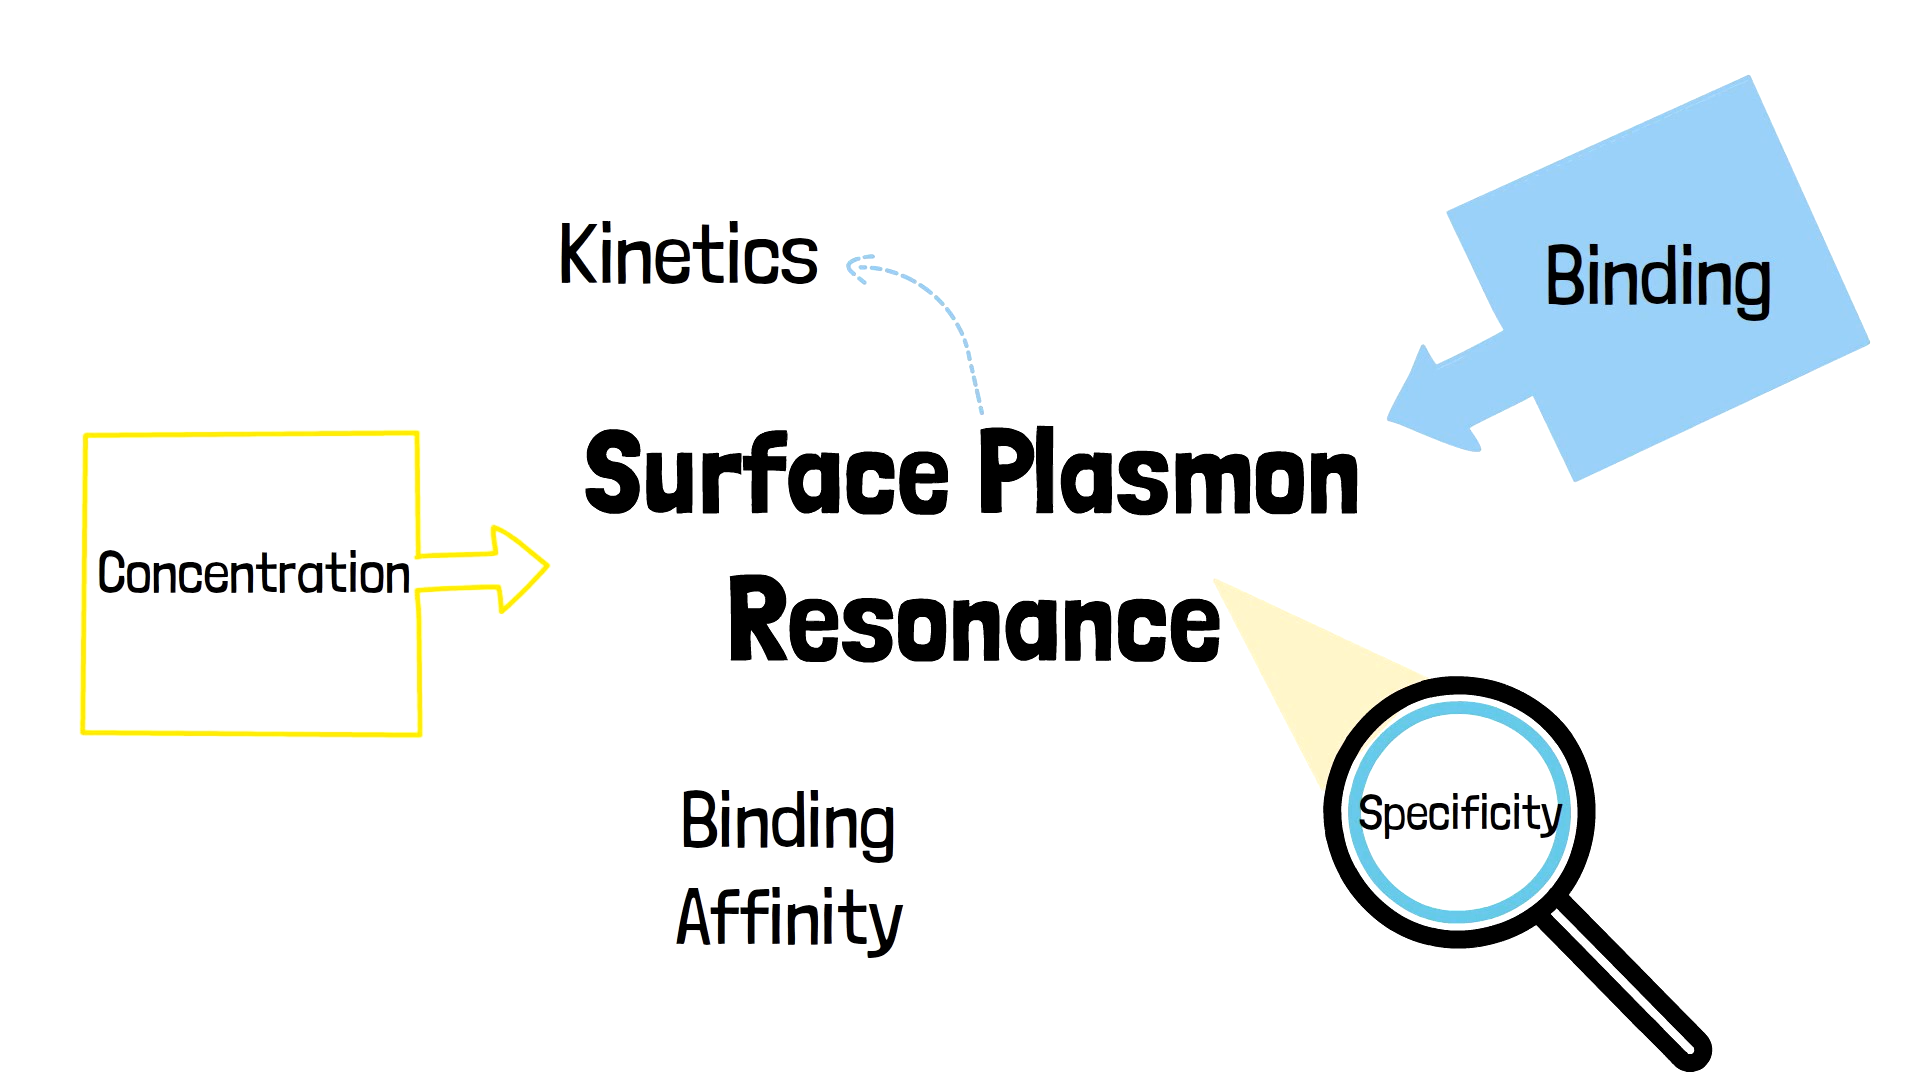 Kinetics
Binding
Surface Plasmon
Resonance
Concentration
Specificity
Binding
Affinity